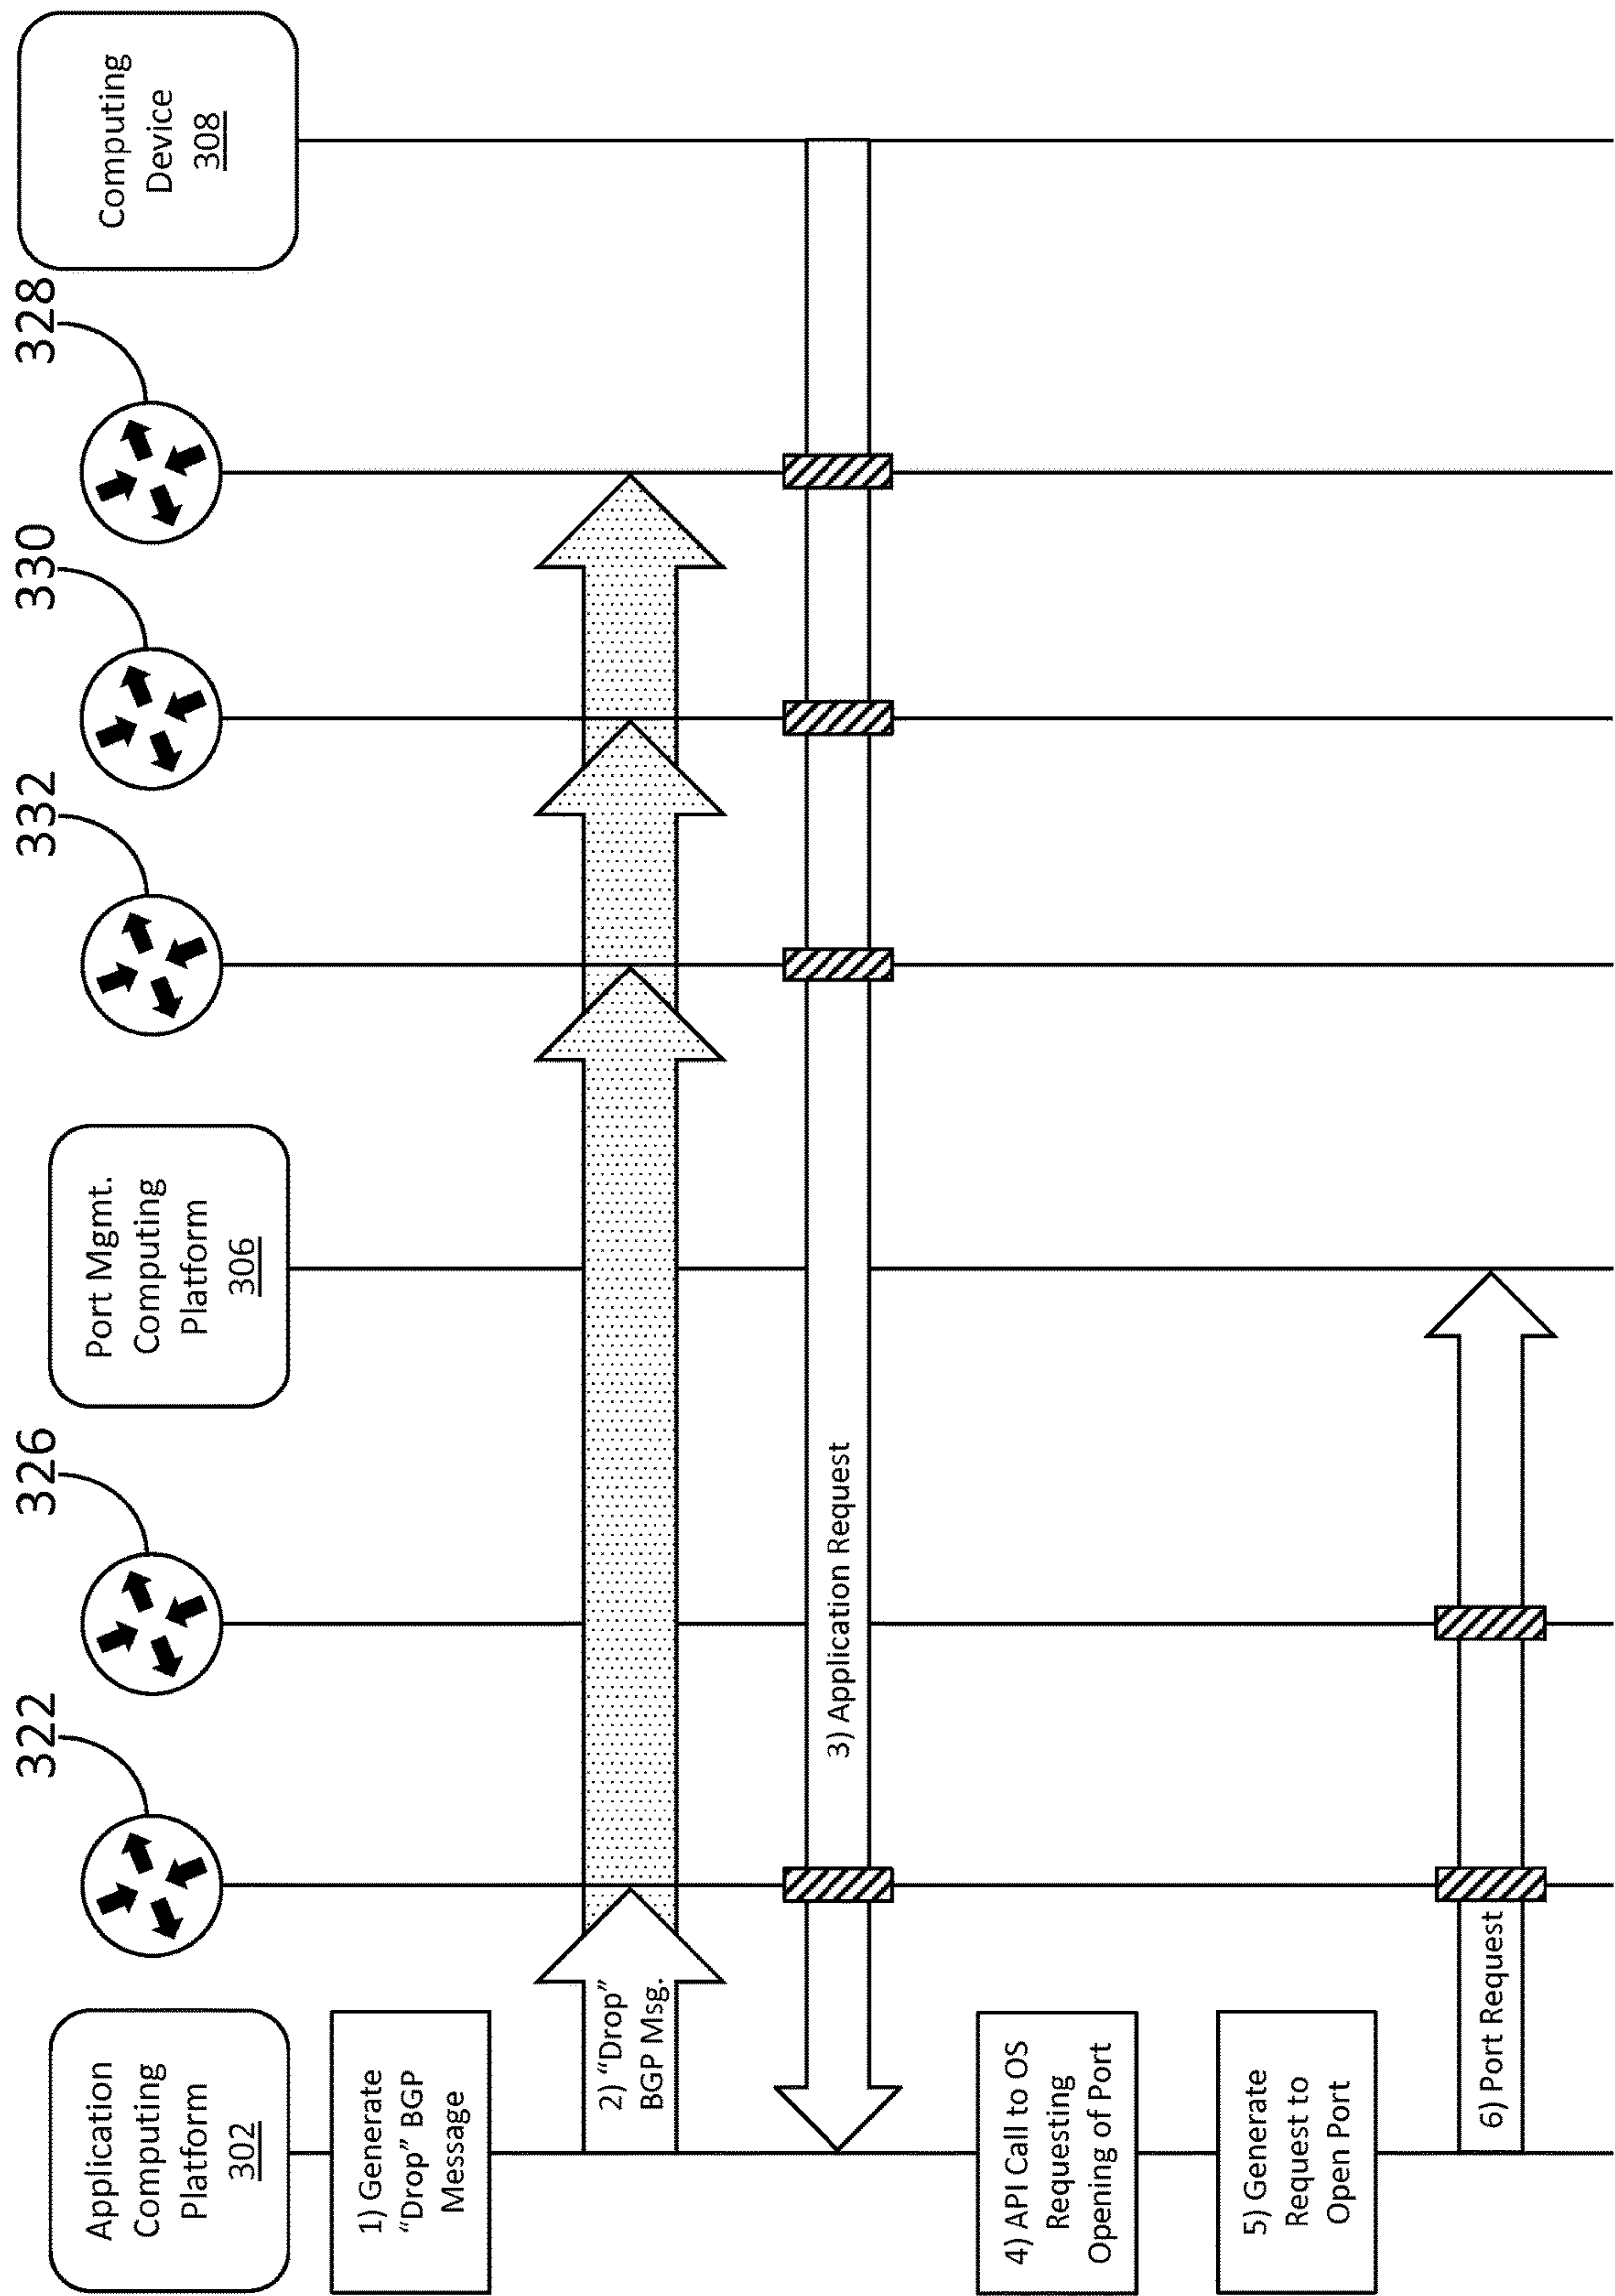 Application
Computing
Platform
302
322
326
Port Mgmt.
Computing
Platform
306
332
330
328
Computing
Device
308
1) Generate
“Drop” BGP
Message
2) “Drop”
BGP Msg.
3) Application Request
4) API Call to OS
Requesting
Opening of Port
5) Generate
Request to
Open Port
6) Port Request